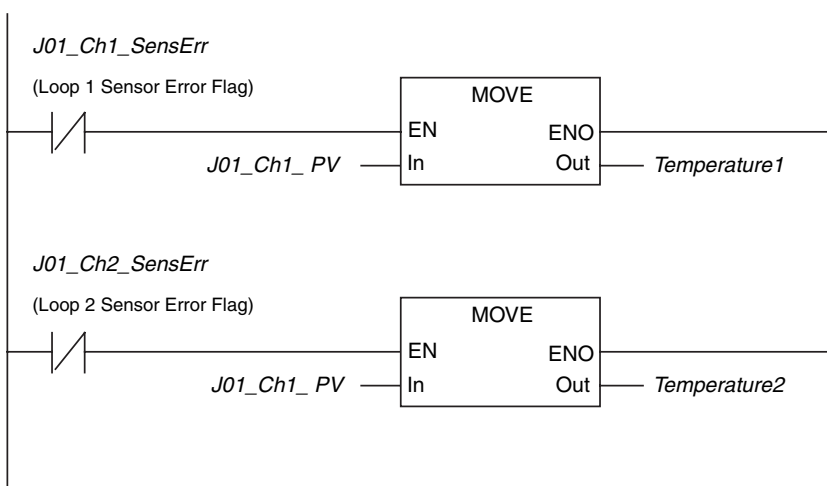 J01_Ch1_SensErr
(Loop 1 Sensor Error Flag)
MOVE
EN ENO
J01_Ch1_ PV In Out Temperature1
J01_Ch2_SensErr
(Loop 2 Sensor Error Flag)
MOVE
EN ENO
J01_Ch1_ PV In Out Temperature2